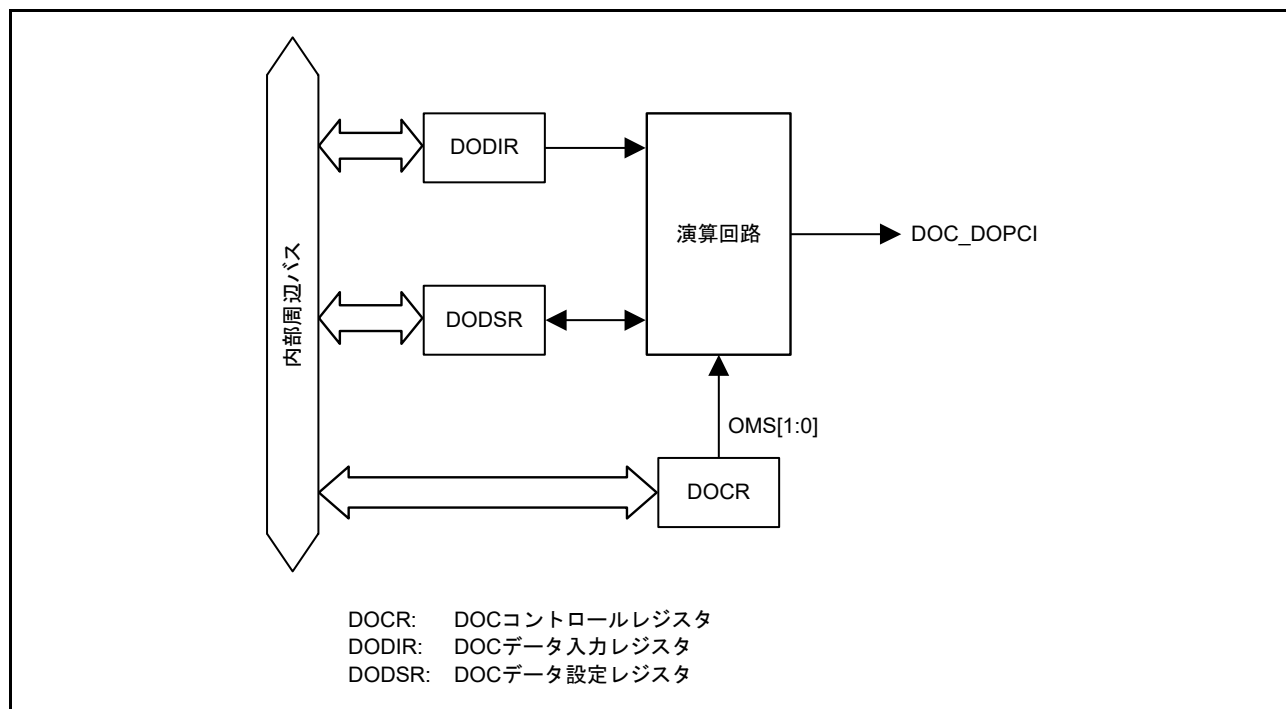 DODIR
演算回路
DOC_DOPCI
内部周辺バス
DODSR
OMS[1:0]
DOCR
DOCR: DOCコントロールレジスタ
DODIR: DOCデータ入力レジスタ
DODSR: DOCデータ設定レジスタ